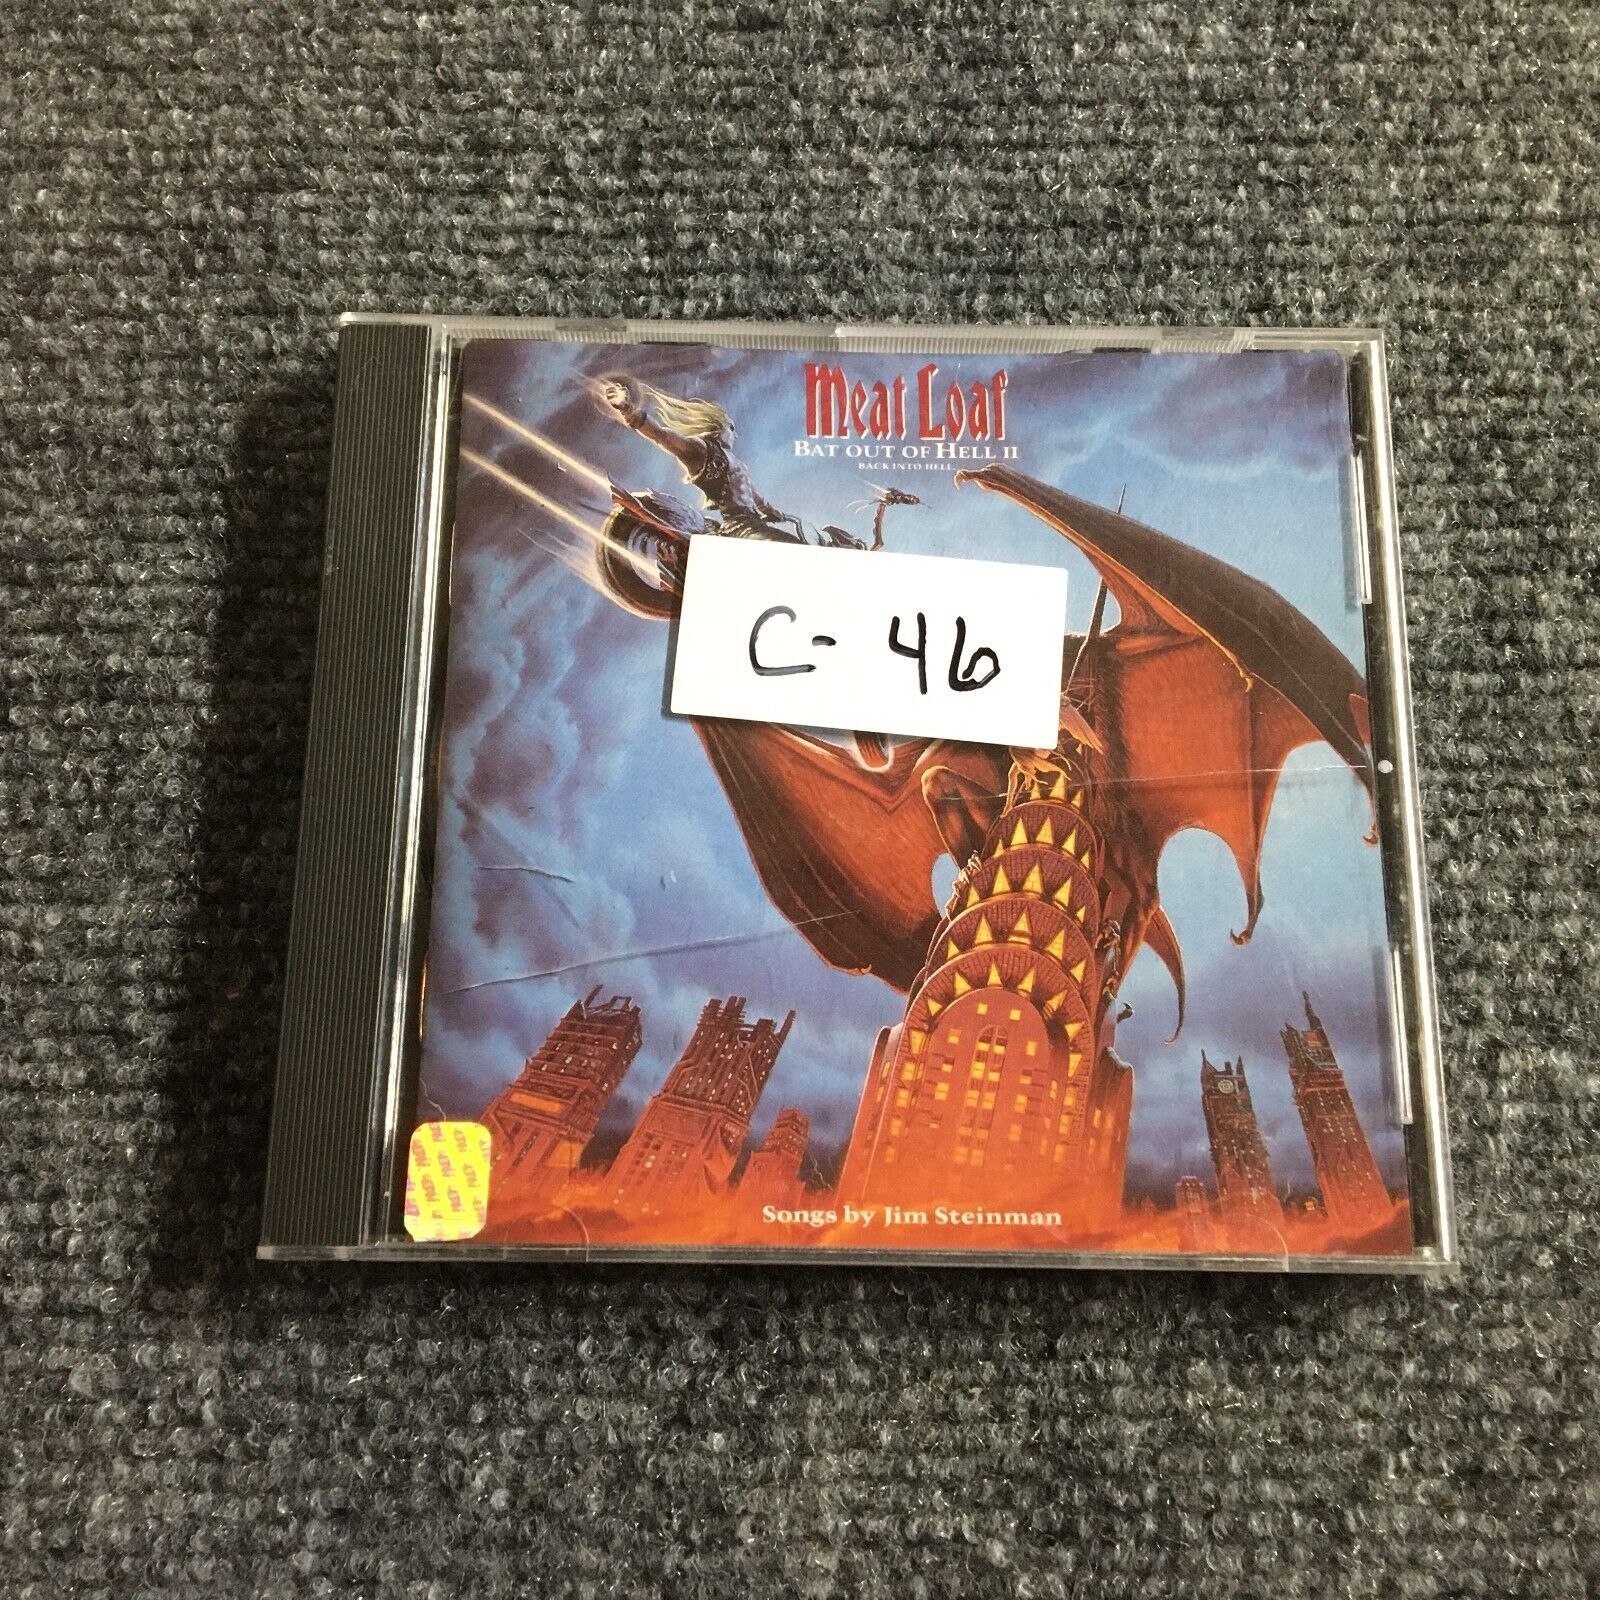 Meat Loaf
BAT OUT OF HELL II
BACK INTO HELL..
C- 46
Songs by Jim Steinman